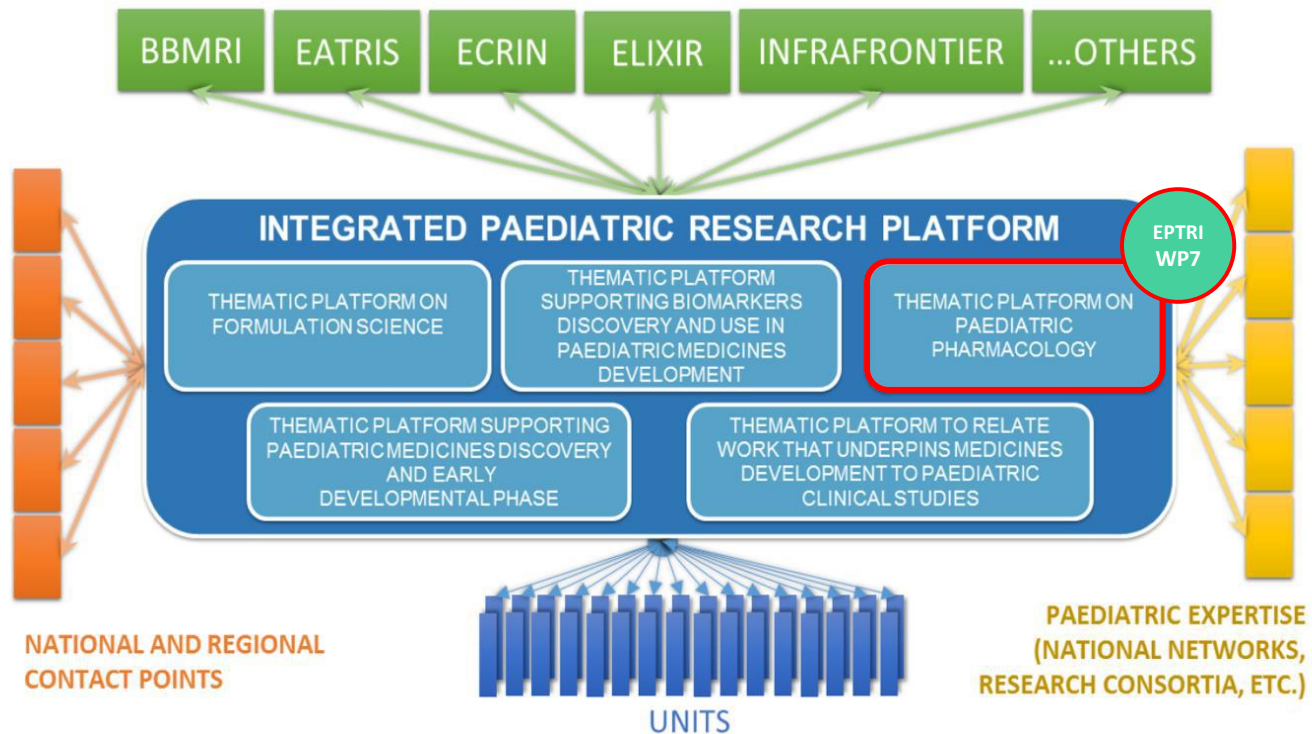 BBMRI
EATRIS
ECRIN
ELIXIR
INFRAFRONTIER
...OTHERS
INTEGRATED PAEDIATRIC RESEARCH PLATFORM
EPTRI
WP7
THEMATIC PLATFORM ON
FORMULATION SCIENCE
THEMATIC PLATFORM
SUPPORTING BIOMARKERS
DISCOVERY AND USE IN
PAEDIATRIC MEDICINES
DEVELOPMENT
THEMATIC PLATFORM ON
PAEDIATRIC
PHARMACOLOGY
THEMATIC PLATFORM SUPPORTING
PAEDIATRIC MEDICINES DISCOVERY
AND EARLY
DEVELOPMENTAL PHASE
THEMATIC PLATFORM TO RELATE
WORK THAT UNDERPINS MEDICINES
DEVELOPMENT TO PAEDIATRIC
CLINICAL STUDIES
NATIONAL AND REGIONAL
CONTACT POINTS
UNITS
PAEDIATRIC EXPERTISE
(NATIONAL NETWORKS,
RESEARCH CONSORTIA, ETC.)